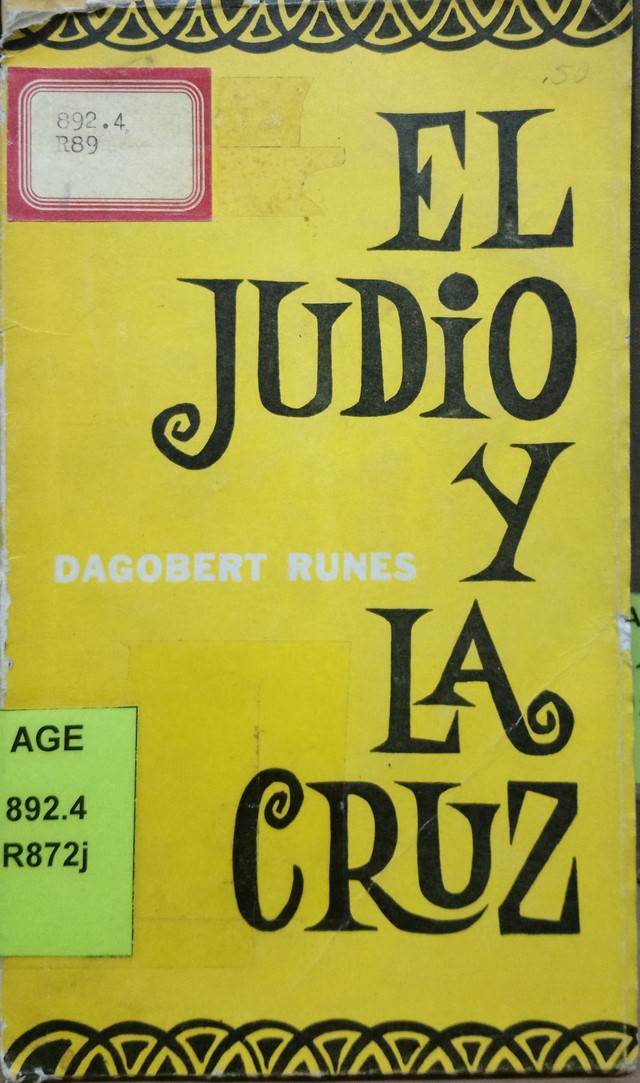 .50
892.4
R89
EL
JUDiO
Y
DAGOBERT RUNES
LA
CRUZ
AGE
892.4
R872j